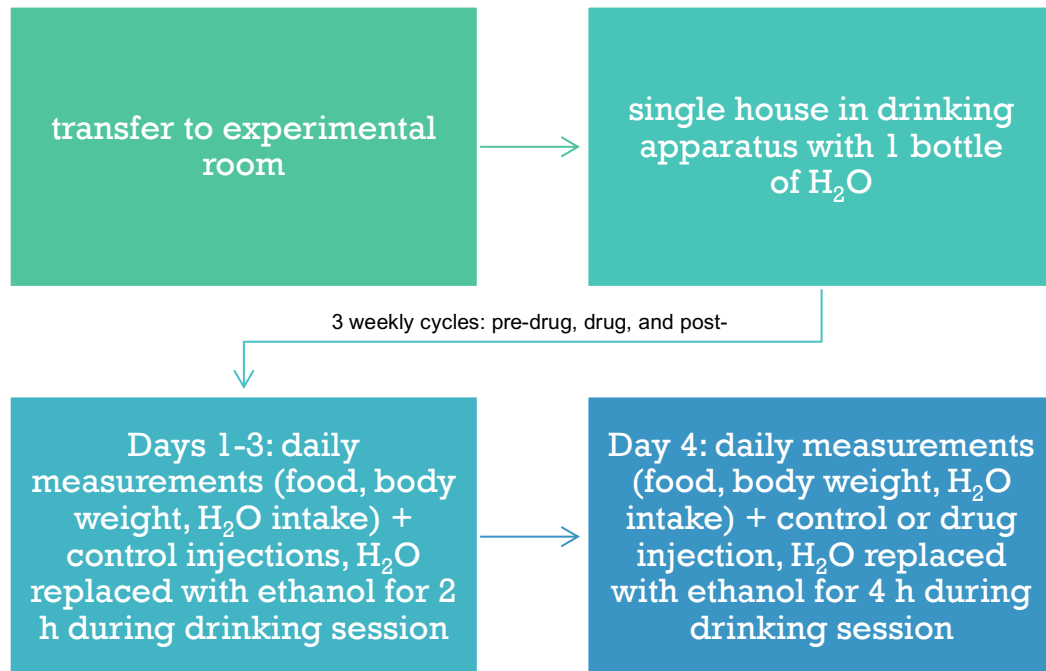 transfer to experimental
room
single house in drinking
apparatus with 1 bottle
of H₂O
3 weekly cycles: pre-drug, drug, and post-
Days 1-3: daily
measurements (food, body
weight, H₂O intake) +
control injections, H₂O
replaced with ethanol for 2
h during drinking session
Day 4: daily measurements
(food, body weight, H₂O
intake) + control or drug
injection, H₂O replaced
with ethanol for 4 h during
drinking session